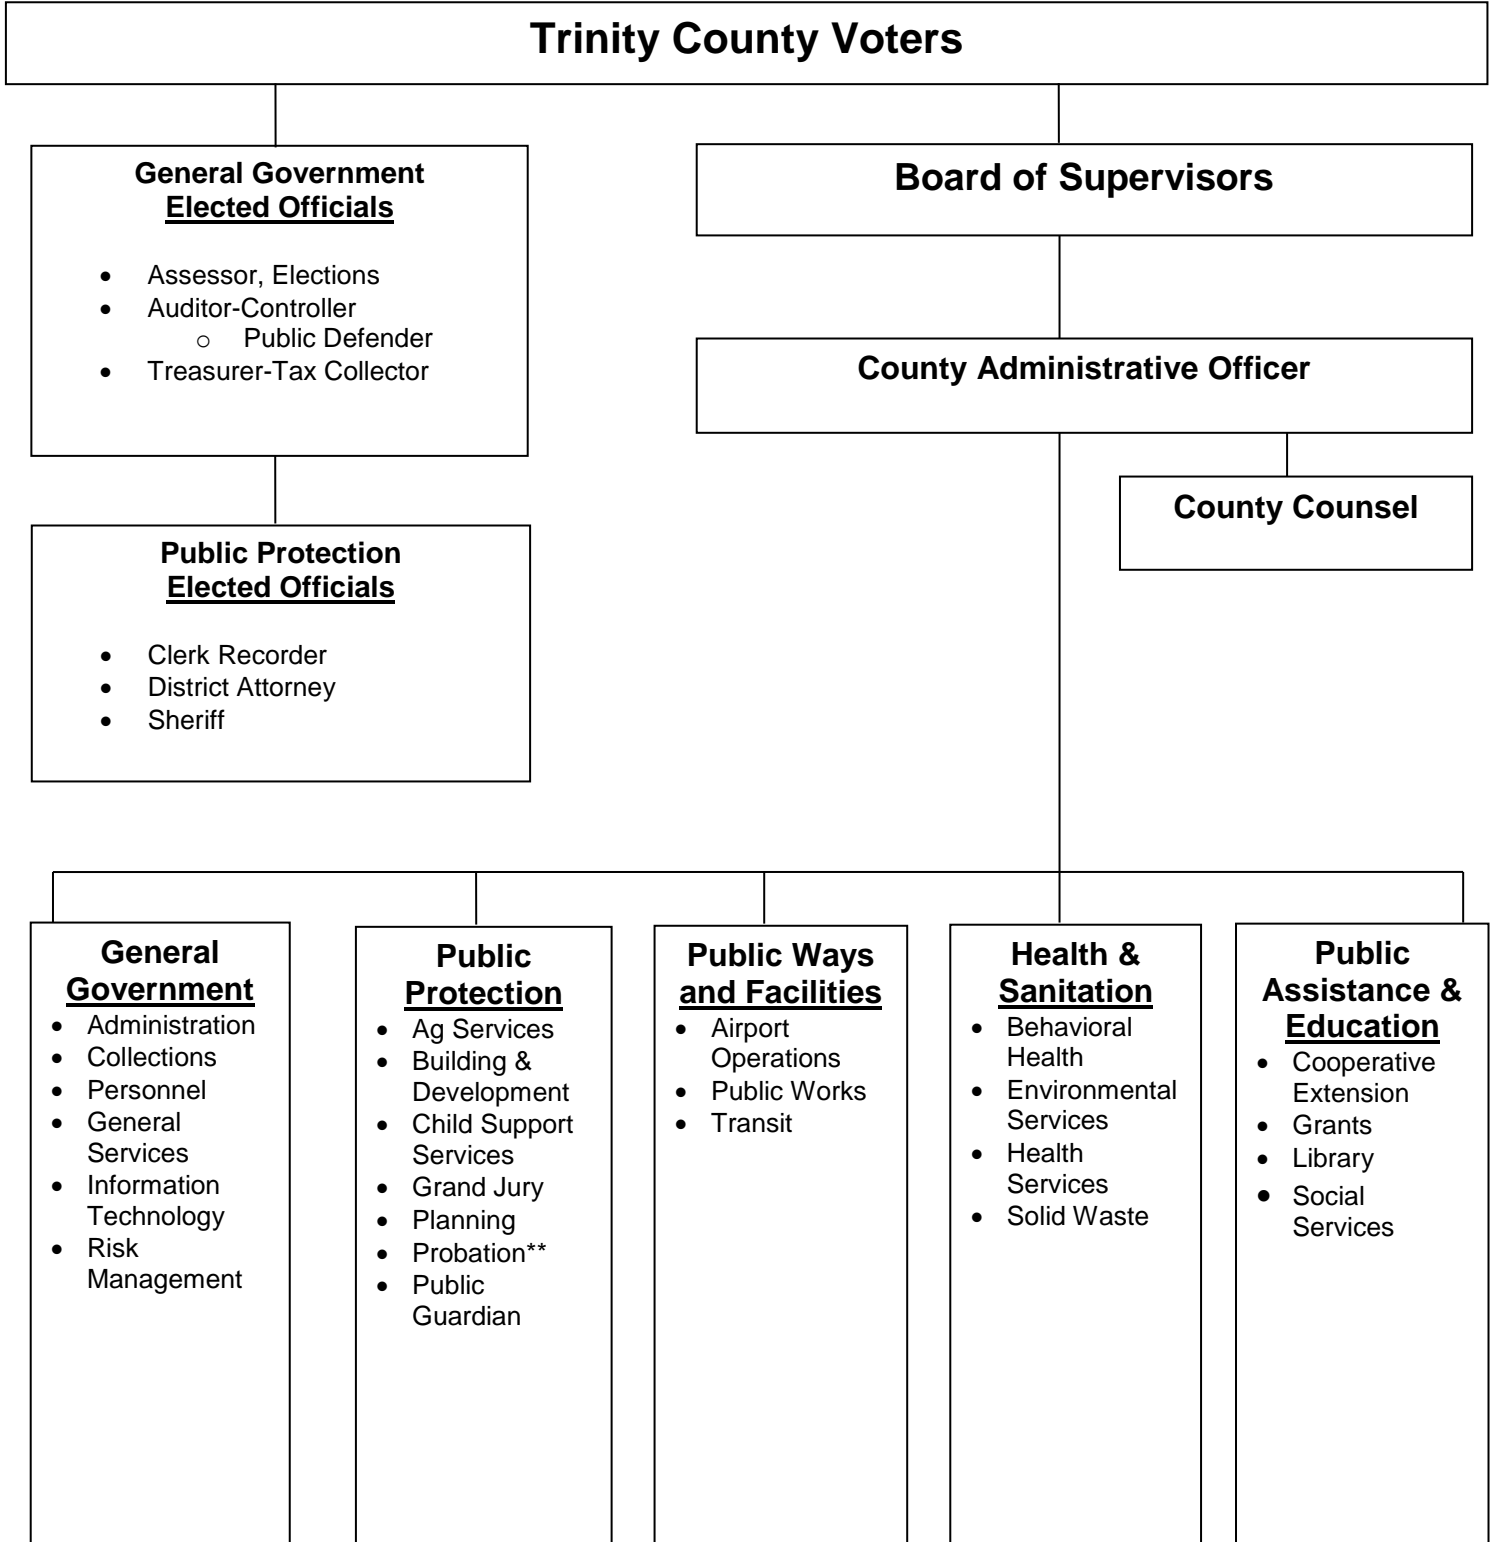 Trinity County Voters
General Government
Elected Officials
• Assessor, Elections
• Auditor-Controller
o Public Defender
• Treasurer-Tax Collector
Board of Supervisors
County Administrative Officer
County Counsel
Public Protection
Elected Officials
• Clerk Recorder
• District Attorney
• Sheriff
General
Government
• Administration
• Collections
• Personnel
• General
Services
• Information
Technology
• Risk
Management
Public
Protection
• Ag Services
• Building &
Development
• Child Support
Services
• Grand Jury
• Planning
• Probation**
• Public
Guardian
Public Ways
and Facilities
• Airport
Operations
• Public Works
• Transit
Health &
Sanitation
• Behavioral
Health
• Environmental
Services
• Health
Services
• Solid Waste
Public
Assistance &
Education
• Cooperative
Extension
• Grants
• Library
• Social
Services